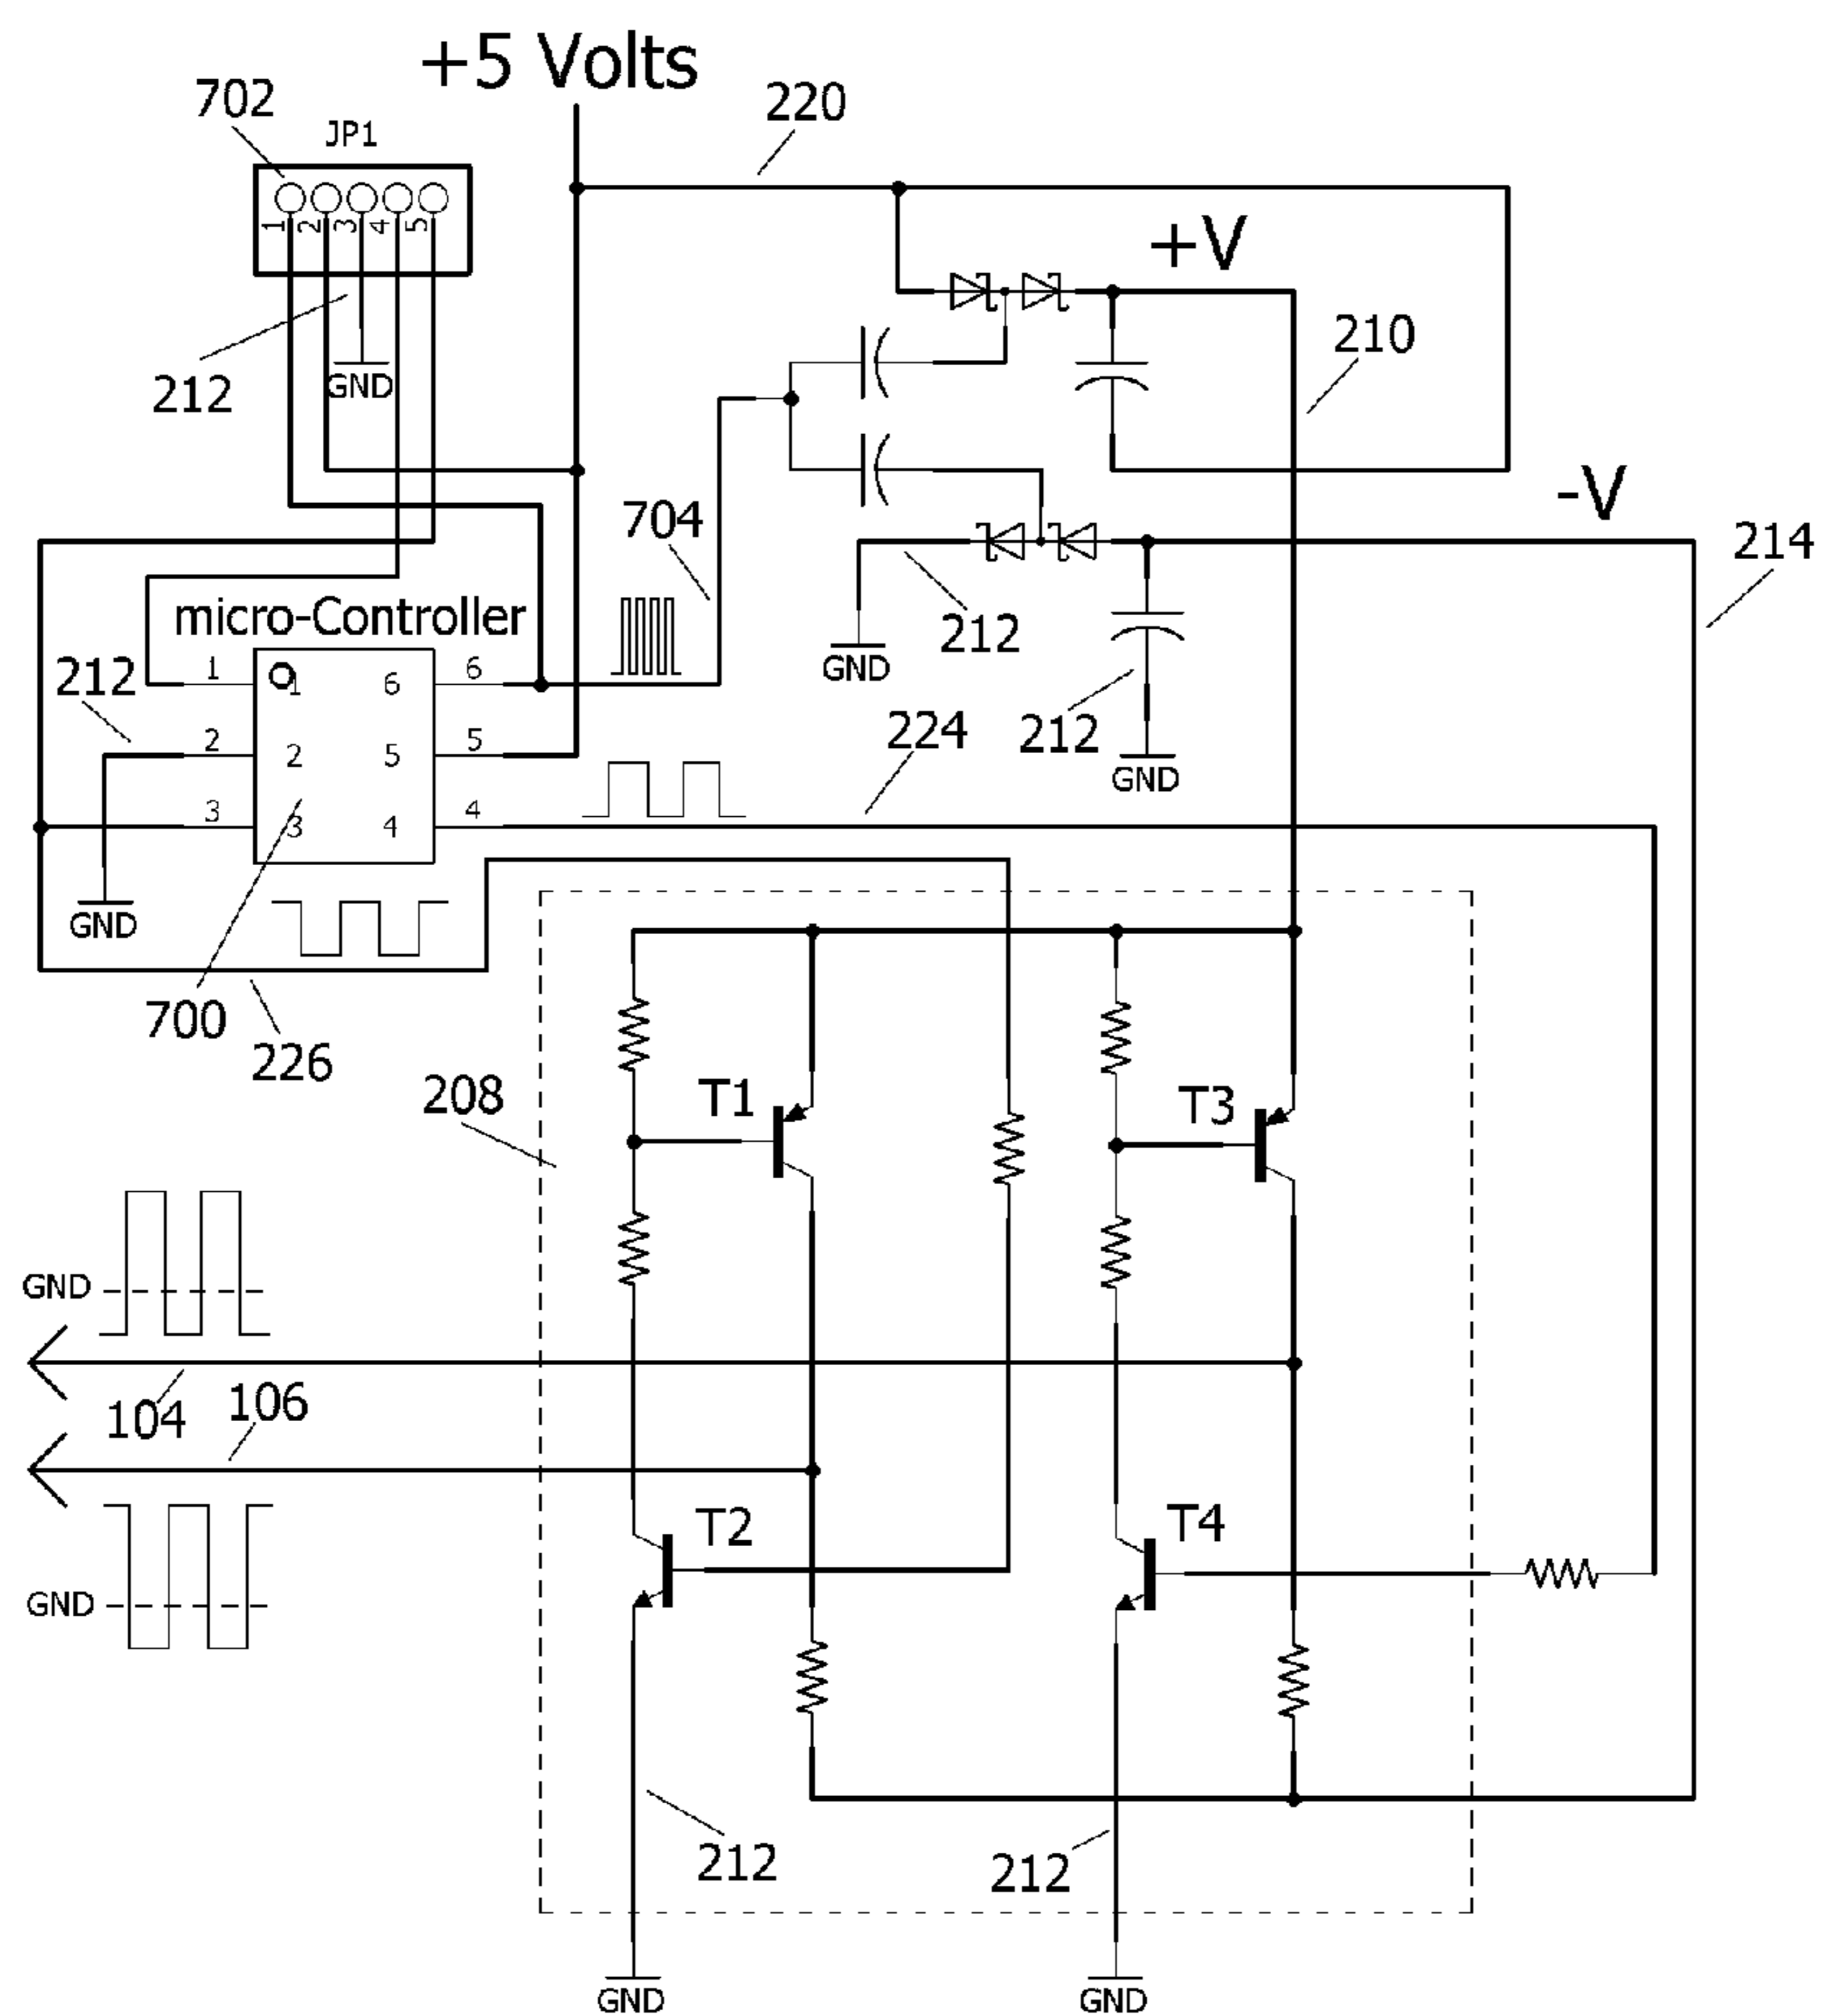 +5 Volts
702
220
JP1
1 2 3 4 5
+V
210
212
GND
-V
704
214
micro-Controller
212
212
1 1 6 6
GND
212
224
2 2 5 5
GND
3 3 4 4
GND
700
226
208
T1
T3
GND
104
106
T2
T4
GND
212
212
GND
GND